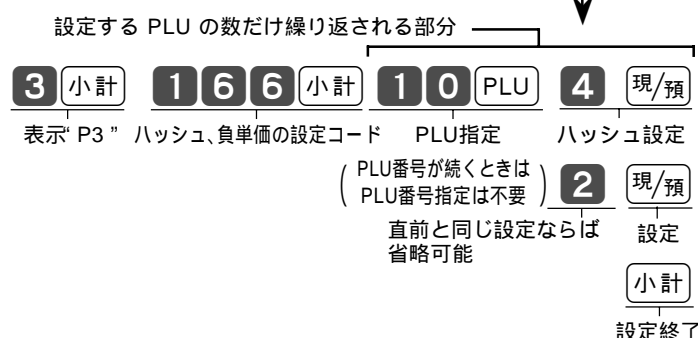 設定する PLU の数だけ繰り返される部分
3 小計 1 6 6 小計 1 0 PLU 4 現/預
表示“ P3 ” ハッシュ、負単価の設定コード PLU指定 ハッシュ設定
( PLU番号が続くときは
PLU番号指定は不要 ) 2 現/預
直前と同じ設定ならば 設定
省略可能
小計
設定終了